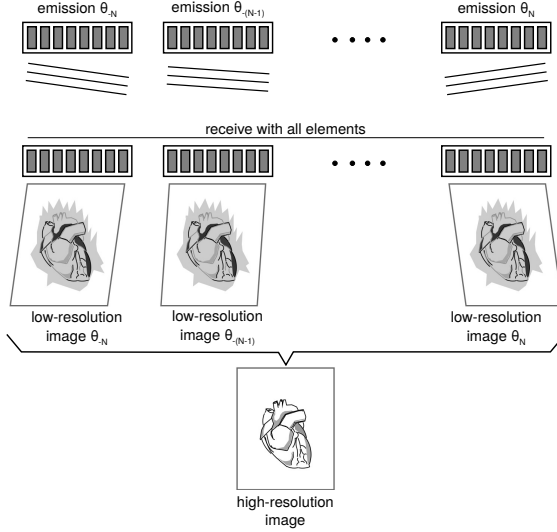 emission θ-N
emission θ-(N-1)
emission θN
receive with all elements
low-resolution
image θ-N
low-resolution
image θ-(N-1)
low-resolution
image θN
high-resolution
image